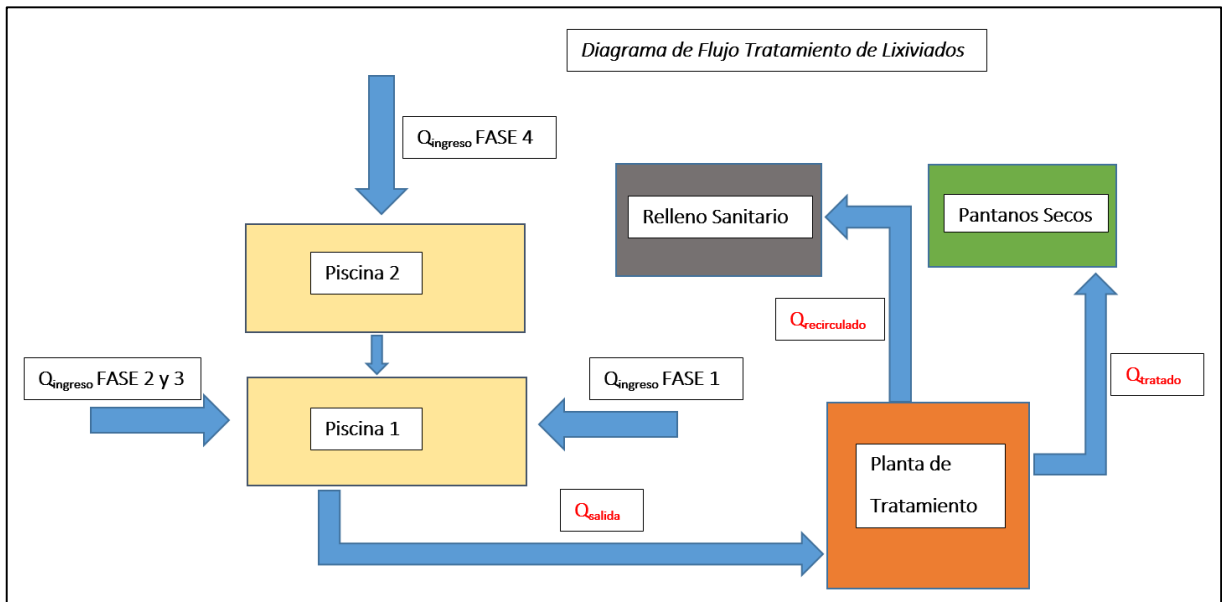 Diagrama de Flujo Tratamiento de Lixiviados
Qingreso FASE 4
Relleno Sanitario
Pantanos Secos
Piscina 2
Qrecirculado
Qingreso FASE 2 y 3
Qingreso FASE 1
Qtratado
Piscina 1
Planta de
Tratamiento
Qsalida